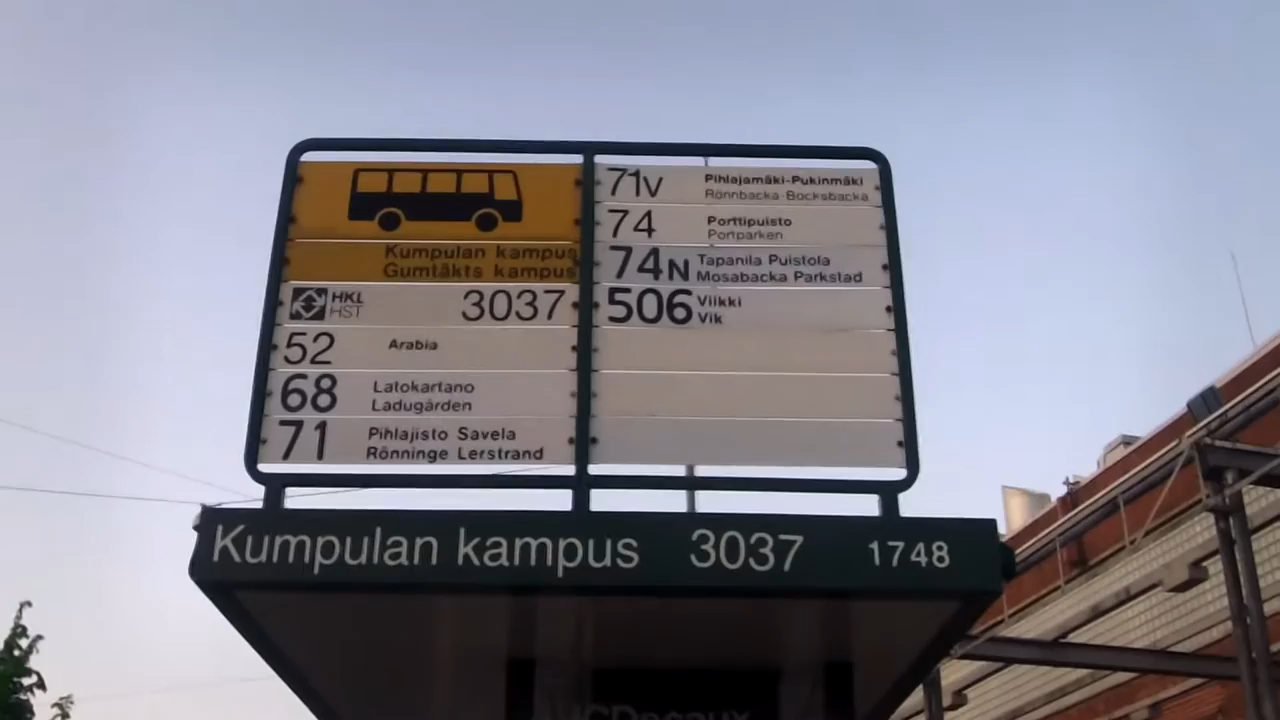 Kumpulan kampus
Gumtäkts kampus
HKL
HST
3037
52 Arabia
68 Latokartano
Ladugården
71 Pihlajisto Savela
Rönninge Lerstrand
71v Pihlajamäki-Pukinmäki
Rönnbacka-Bocksbacka
74 Porttipuisto
Portparken
74N Tapanila Puistola
Mosabacka Parkstad
506 Viikki
Vik
Kumpulan kampus 3037 1748